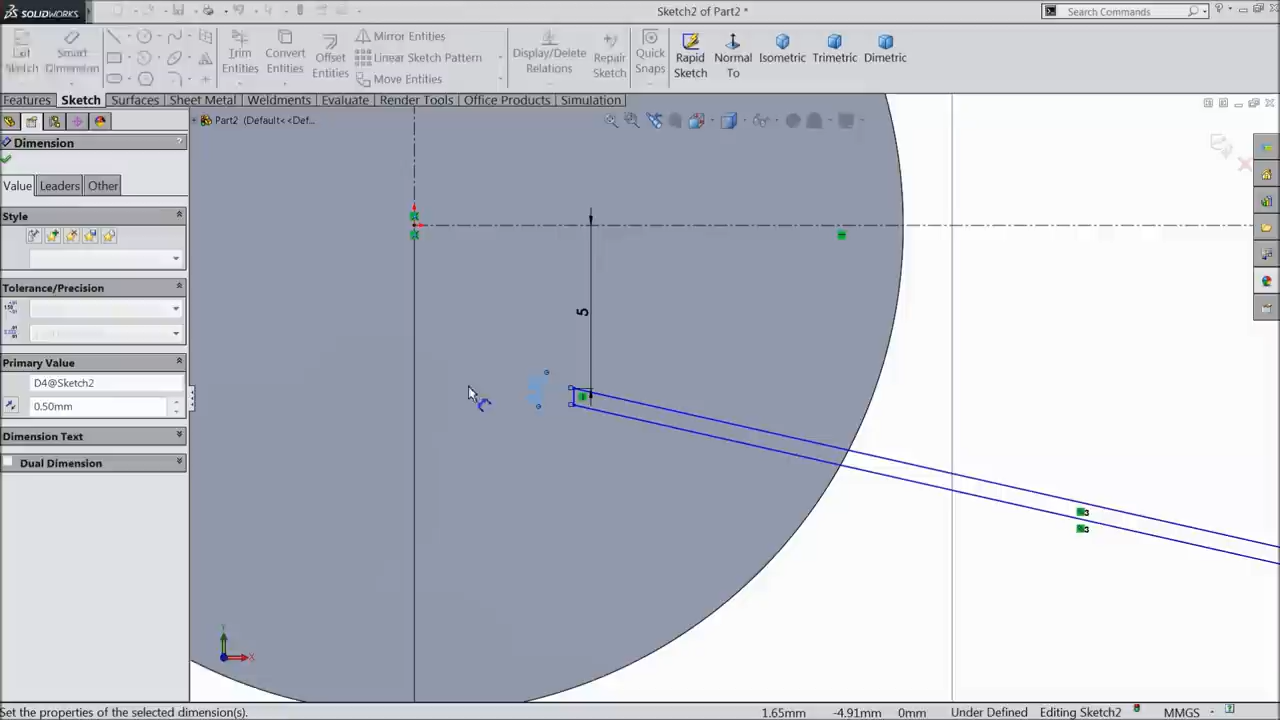 SOLIDWORKS
Sketch2 of Part2 *
Search Commands
Exit Sketch
Smart Dimension
Trim Entities
Convert Entities
Offset Entities
Mirror Entities
Linear Sketch Pattern
Move Entities
Display/Delete Relations
Repair Sketch
Quick Snaps
Rapid Sketch
Normal To
Isometric
Trimetric
Dimetric
Features
Sketch
Surfaces
Sheet Metal
Weldments
Evaluate
Render Tools
Office Products
Simulation
Part2 (Default<<Def...
Dimension
?
Value
Leaders
Other
Style
Tolerance/Precision
Primary Value
D4@Sketch2
0.50mm
Dimension Text
Dual Dimension
5
3
3
Y
X
Set the properties of the selected dimension(s).
1.65mm
-4.91mm
0mm
Under Defined
Editing Sketch2
MMGS